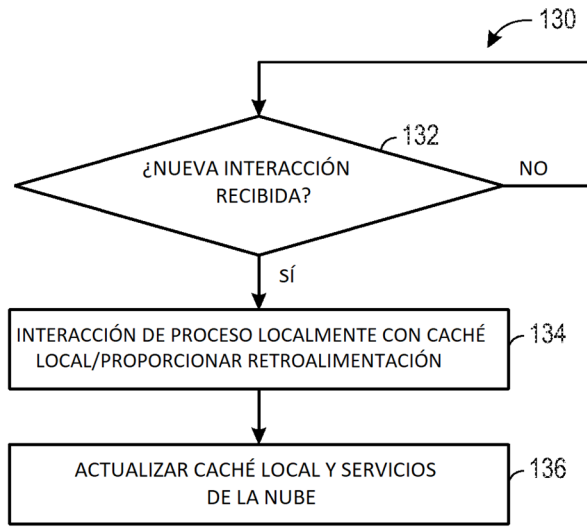 130
132
¿NUEVA INTERACCIÓN
RECIBIDA?
NO
SÍ
INTERACCIÓN DE PROCESO LOCALMENTE CON CACHÉ
LOCAL/PROPORCIONAR RETROALIMENTACIÓN
134
ACTUALIZAR CACHÉ LOCAL Y SERVICIOS
DE LA NUBE
136